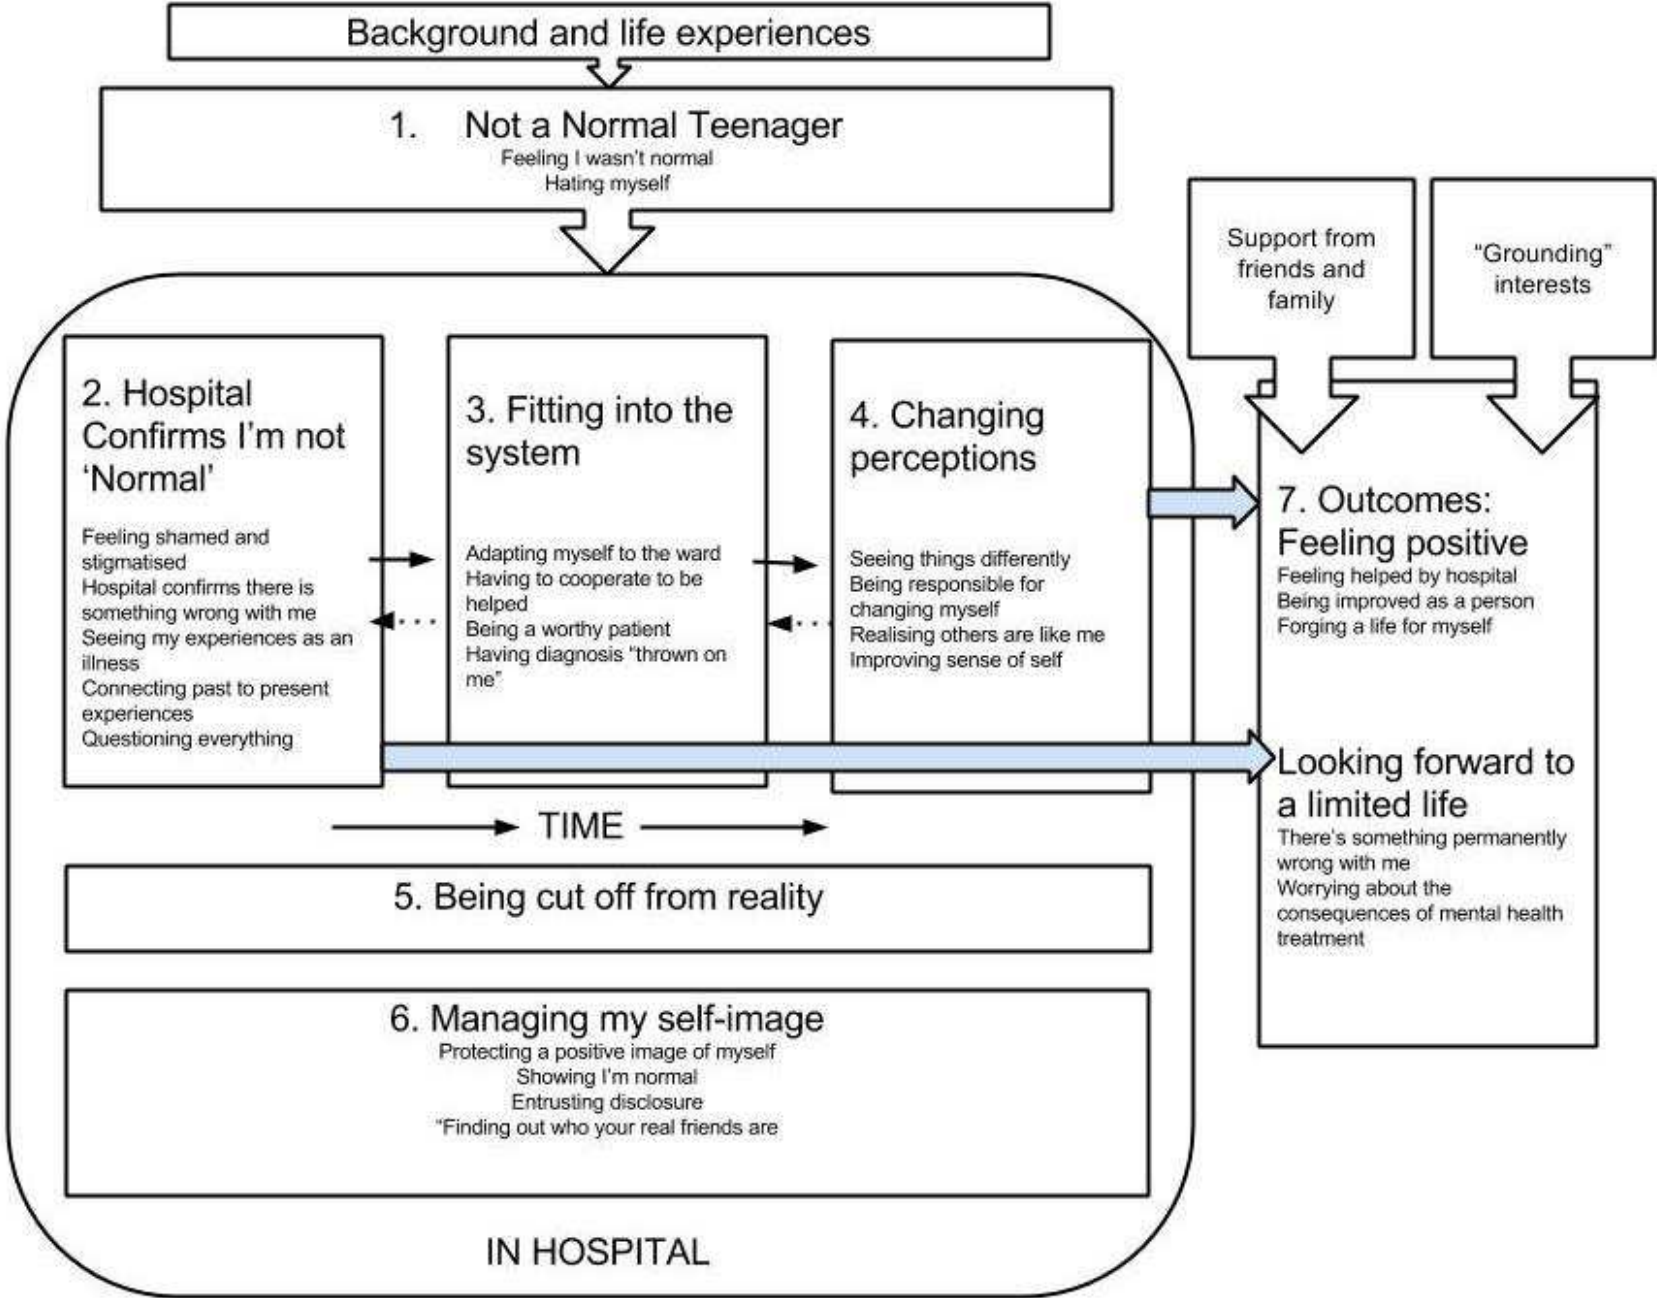 Background and life experiences
1. Not a Normal Teenager
Feeling I wasn't normal
Hating myself
Support from
friends and
family
"Grounding"
interests
2. Hospital
Confirms I'm not
'Normal'
Feeling shamed and
stigmatised
Hospital confirms there is
something wrong with me
Seeing my experiences as an
illness
Connecting past to present
experiences
Questioning everything
3. Fitting into the
system
Adapting myself to the ward
Having to cooperate to be
helped
Being a worthy patient
Having diagnosis "thrown on
me"
4. Changing
perceptions
Seeing things differently
Being responsible for
changing myself
Realising others are like me
Improving sense of self
7. Outcomes:
Feeling positive
Feeling helped by hospital
Being improved as a person
Forging a life for myself
Looking forward to
a limited life
There's something permanently
wrong with me
Worrying about the
consequences of mental health
treatment
TIME
5. Being cut off from reality
6. Managing my self-image
Protecting a positive image of myself
Showing I'm normal
Entrusting disclosure
"Finding out who your real friends are
IN HOSPITAL